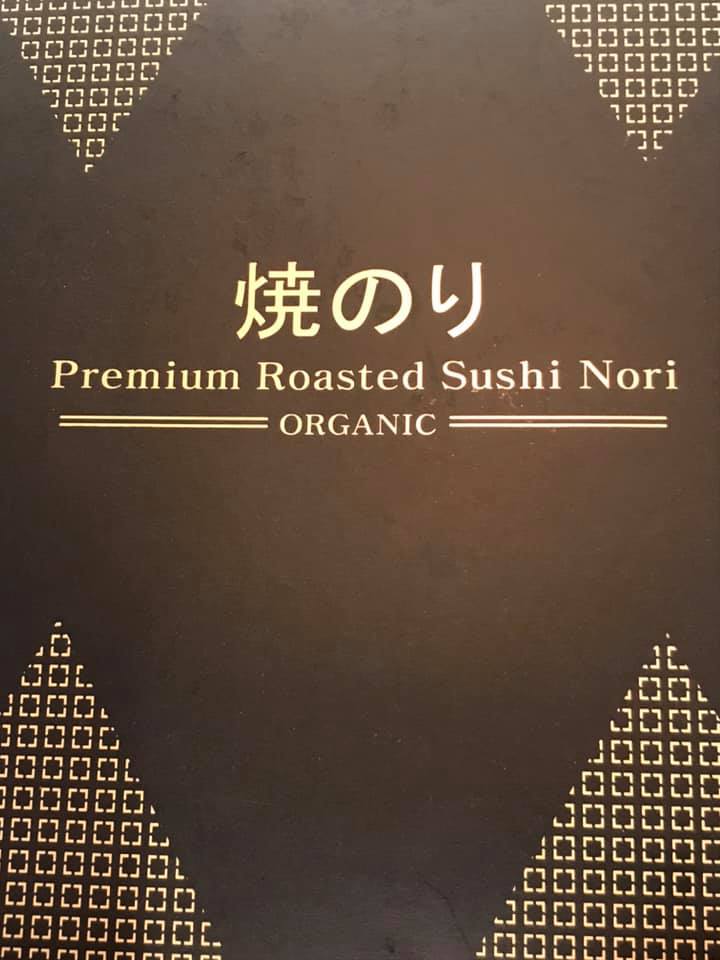 焼のり
Premium Roasted Sushi Nori
ORGANIC